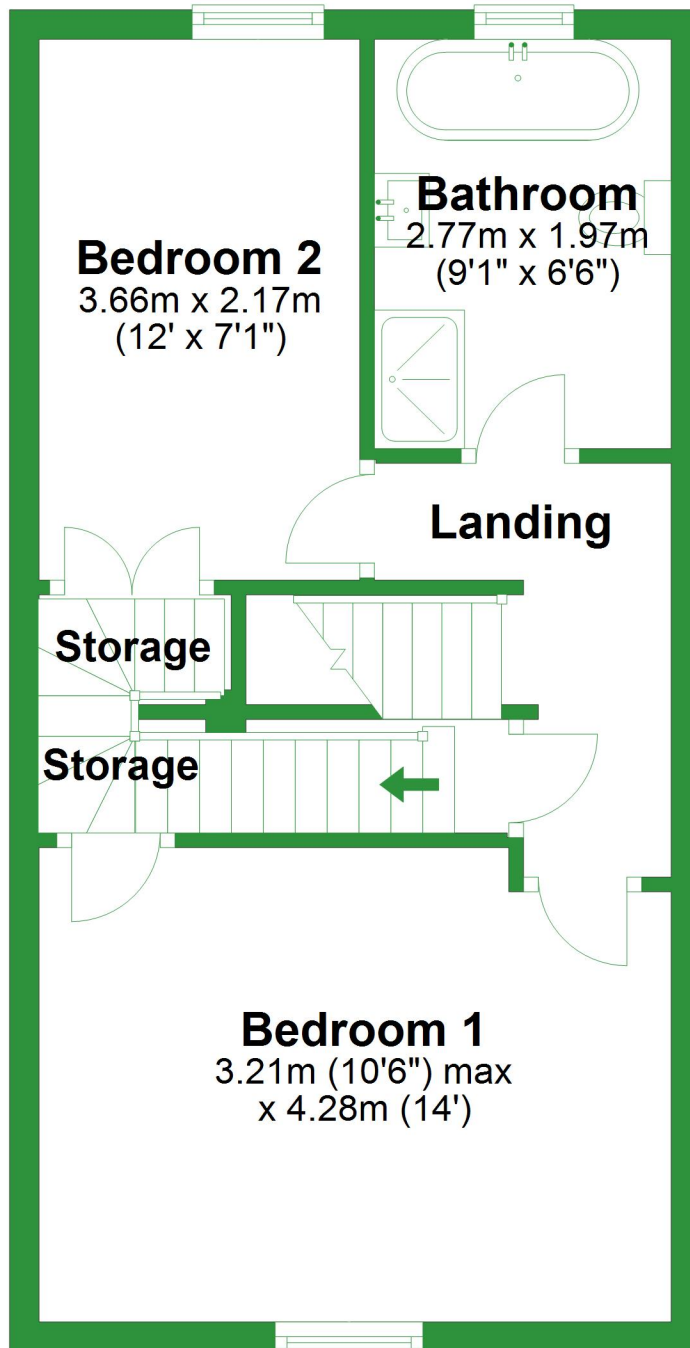 Bedroom 2
3.66m x 2.17m
(12' x 7'1")
Bathroom
2.77m x 1.97m
(9'1" x 6'6")
Landing
Storage
Storage
Bedroom 1
3.21m (10'6") max
x 4.28m (14')